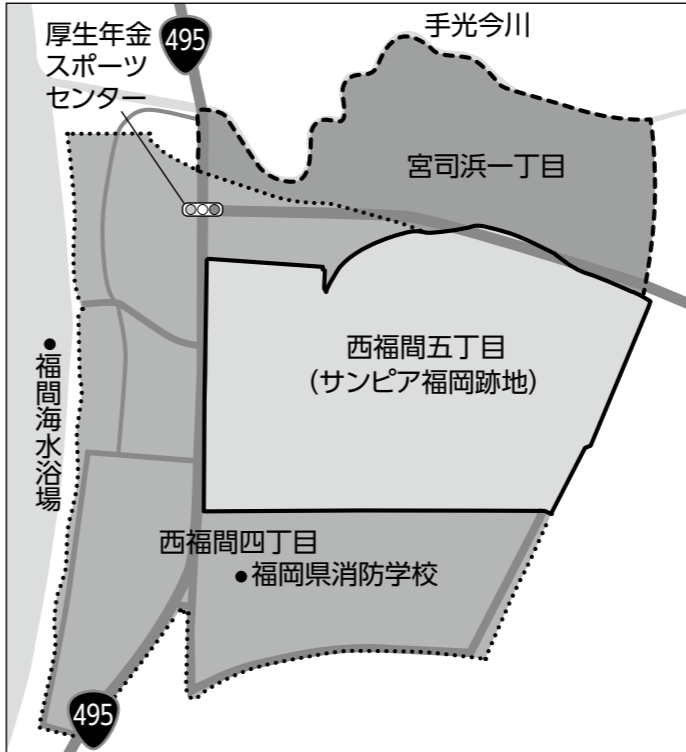 手光今川
495
厚生年金
スポーツ
センター
宮司浜一丁目
西福間五丁目
（サンピア福岡跡地）
●福間海水浴場
西福間四丁目
●福岡県消防学校
495